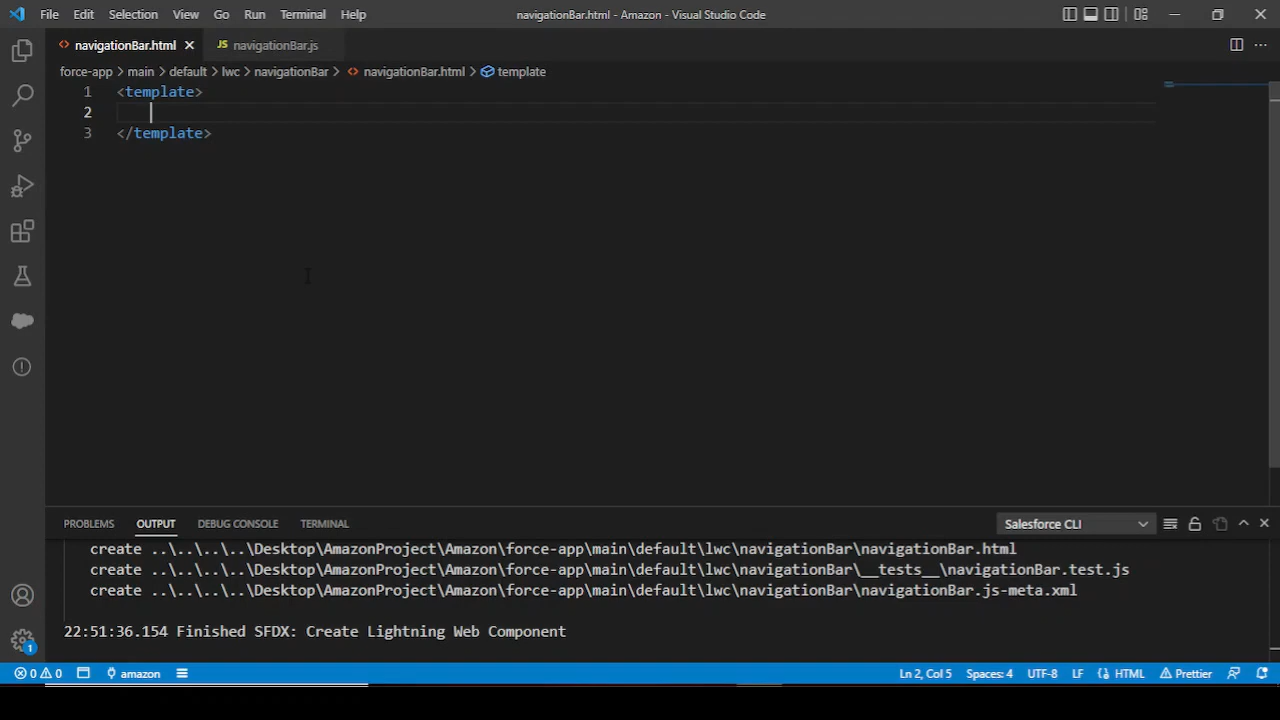 File Edit Selection View Go Run Terminal Help navigationBar.html - Amazon - Visual Studio Code
navigationBar.html JS navigationBar.js
force-app > main > default > lwc > navigationBar > navigationBar.html > template
1 <template>
2
3 </template>
PROBLEMS OUTPUT DEBUG CONSOLE TERMINAL Salesforce CLI
create ..\..\..\..\Desktop\AmazonProject\Amazon\force-app\main\default\lwc\navigationBar\navigationBar.html
create ..\..\..\..\Desktop\AmazonProject\Amazon\force-app\main\default\lwc\navigationBar\__tests__\navigationBar.test.js
create ..\..\..\..\Desktop\AmazonProject\Amazon\force-app\main\default\lwc\navigationBar\navigationBar.js-meta.xml
22:51:36.154 Finished SFDX: Create Lightning Web Component
1
0 0 amazon Ln 2, Col 5 Spaces: 4 UTF-8 LF HTML Prettier